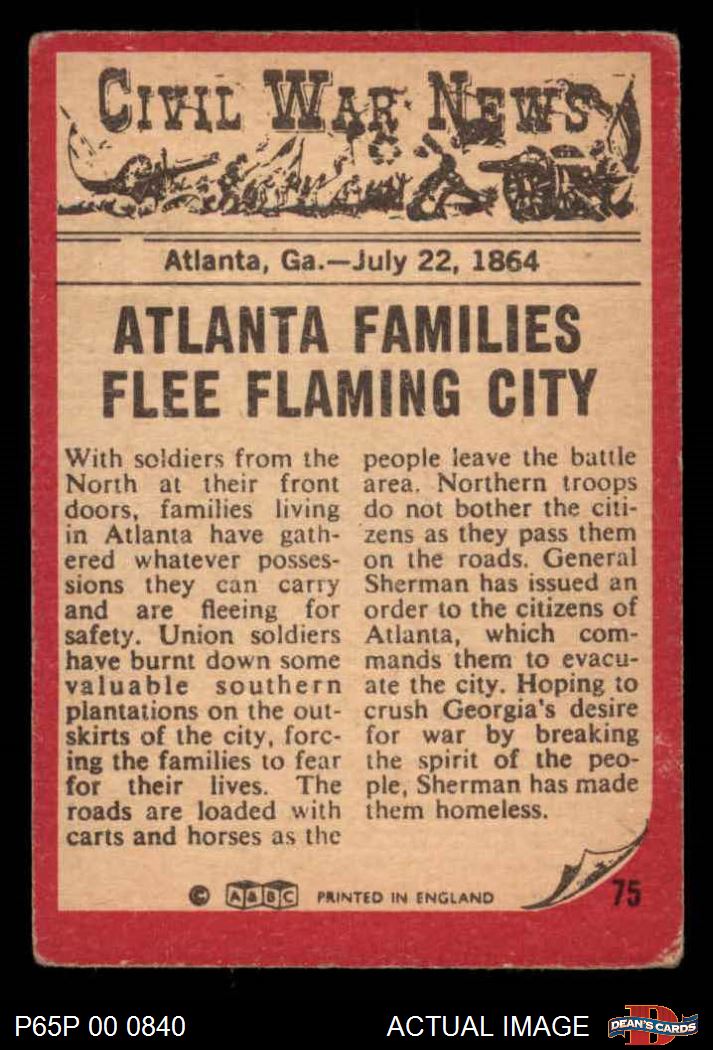 CIVIL WAR NEWS
Atlanta, Ga.—July 22, 1864
ATLANTA FAMILIES
FLEE FLAMING CITY
With soldiers from the
North at their front
doors, families living
in Atlanta have gath-
ered whatever posses-
sions they can carry
and are fleeing for
safety. Union soldiers
have burnt down some
valuable southern
plantations on the out-
skirts of the city, forc-
ing the families to fear
for their lives. The
roads are loaded with
carts and horses as the
people leave the battle
area. Northern troops
do not bother the citi-
zens as they pass them
on the roads. General
Sherman has issued an
order to the citizens of
Atlanta, which com-
mands them to evacu-
ate the city. Hoping to
crush Georgia's desire
for war by breaking
the spirit of the peo-
ple, Sherman has made
them homeless.
© A&BC PRINTED IN ENGLAND
75
P65P 00 0840
ACTUAL IMAGE
D
DEAN'S CARDS